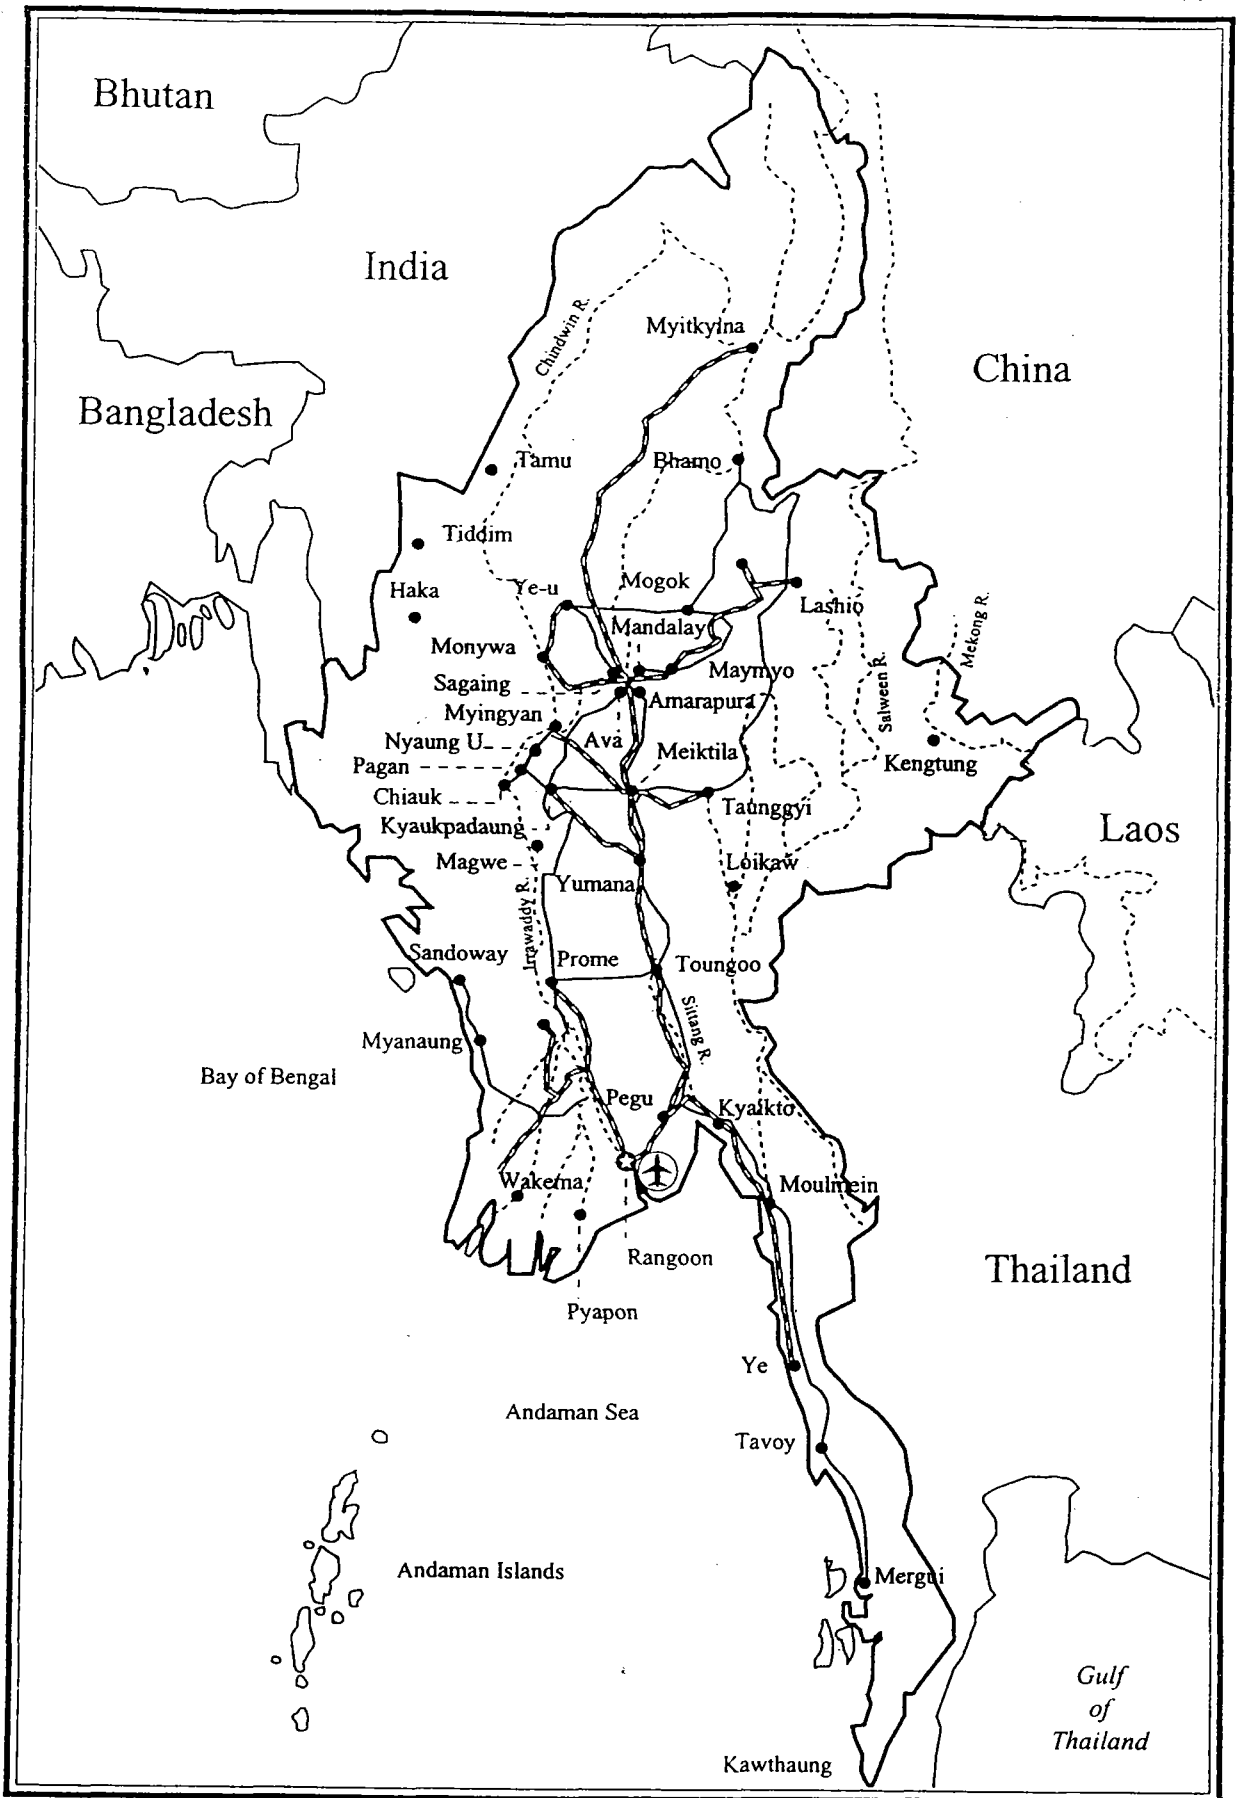 Bhutan
India
Chindwin R.
Myitkyina
China
Bangladesh
Tamu
Bhamo
Tiddim
Haka
Ye-u
Mogok
Lashio
Mandalay
Monywa
Maymyo
Mekong R.
Sagaing
Amarapura
Salween R.
Myingyan
Nyaung U
Ava
Meiktila
Pagan
Kengtung
Chiauk
Taunggyi
Kyaukpadaung
Laos
Magwe
Loikaw
Yumana
Irrawaddy R.
Sandoway
Prome
Toungoo
Sittang R.
Myanaung
Bay of Bengal
Pegu
Kyaikto
Wakema
Moulmein
Rangoon
Thailand
Pyapon
Ye
Andaman Sea
Tavoy
Andaman Islands
Mergui
Gulf
of
Thailand
Kawthaung